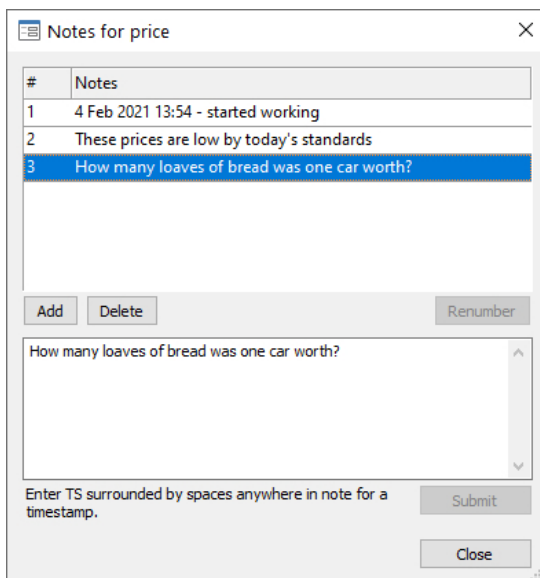 Notes for price
# Notes
1 4 Feb 2021 13:54 - started working
2 These prices are low by today's standards
3 How many loaves of bread was one car worth?
Add Delete Renumber
How many loaves of bread was one car worth?
Enter TS surrounded by spaces anywhere in note for a
timestamp.
Submit
Close